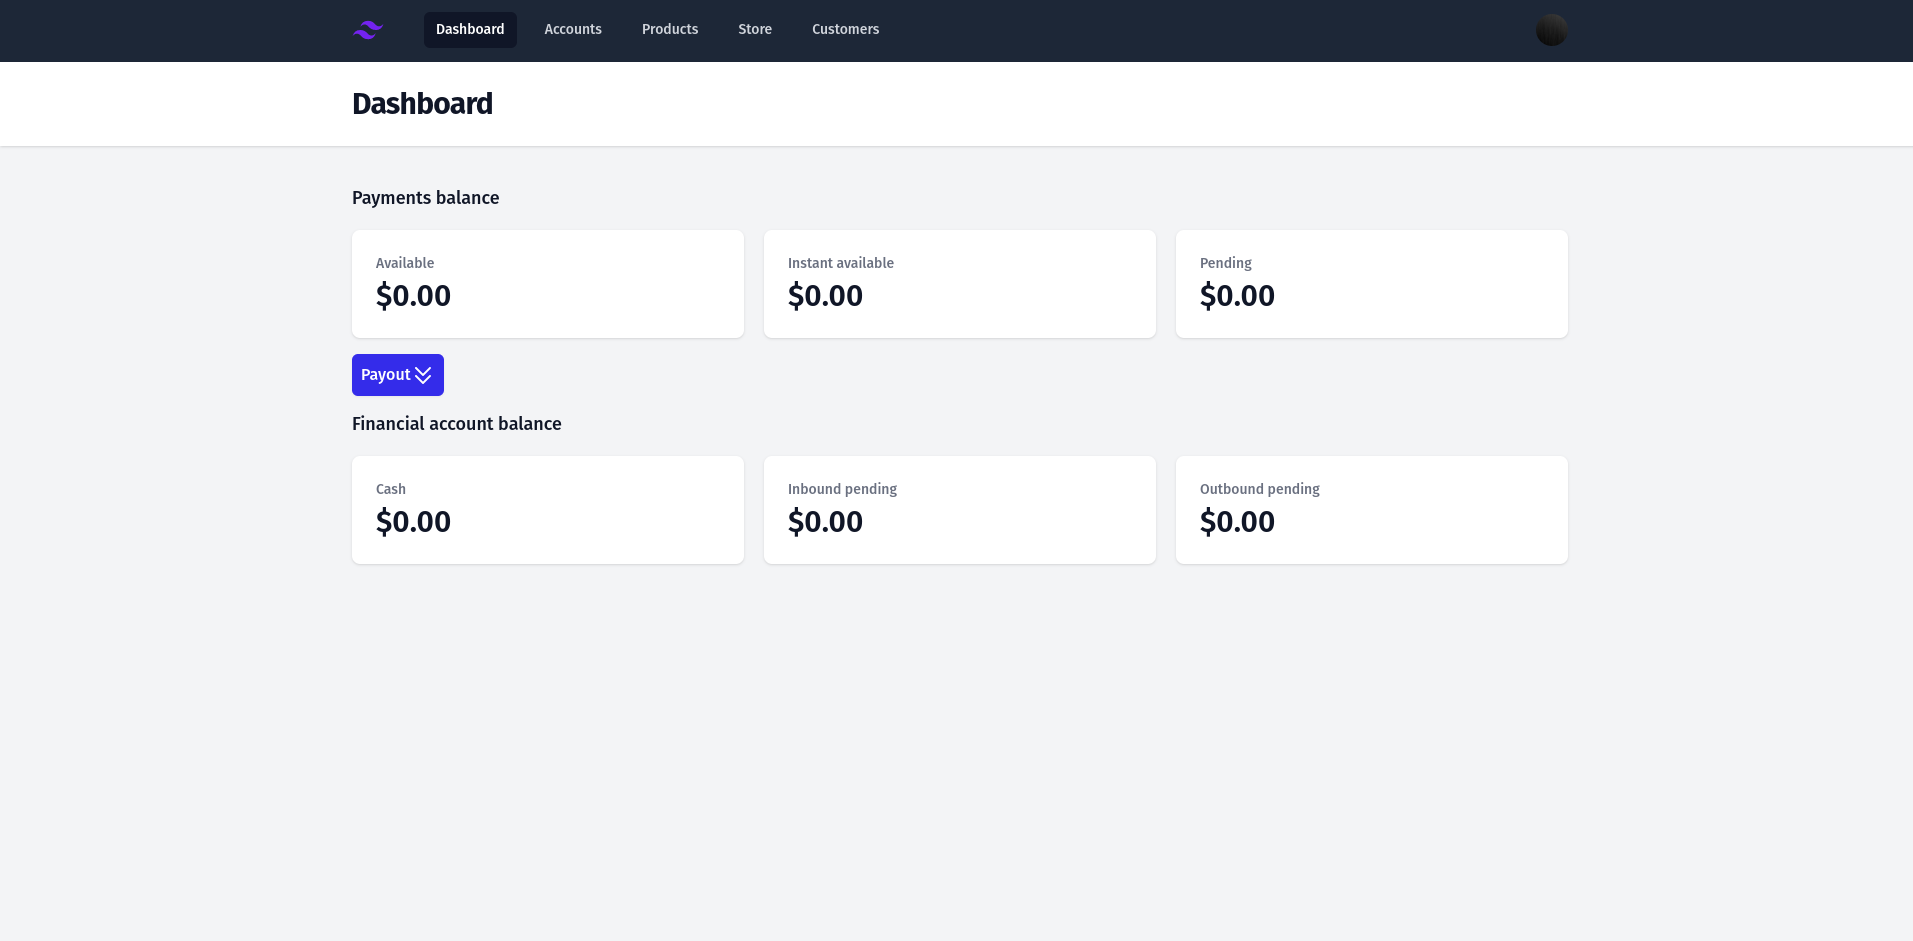 Dashboard Accounts Products Store Customers
Dashboard
Payments balance
Available
$0.00
Instant available
$0.00
Pending
$0.00
Payout
Financial account balance
Cash
$0.00
Inbound pending
$0.00
Outbound pending
$0.00